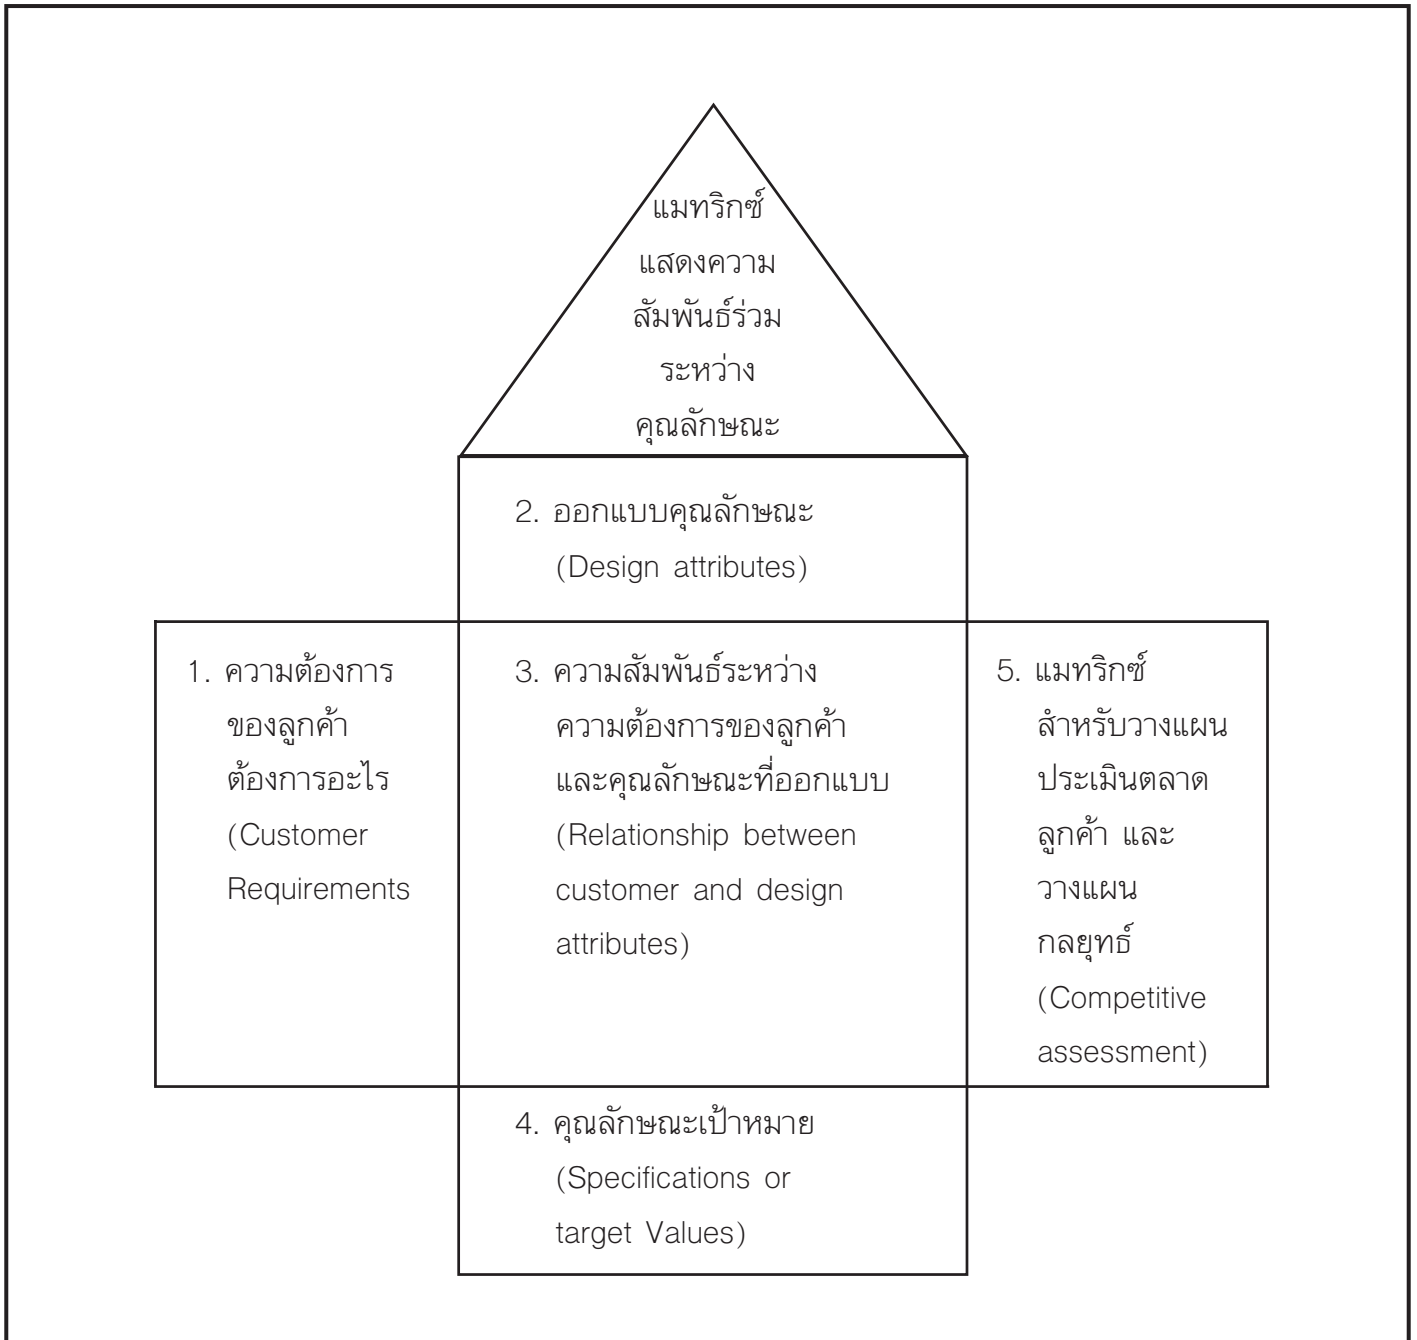 แมทริกซ์
แสดงความ
สัมพันธ์ร่วม
ระหว่าง
คุณลักษณะ
2. ออกแบบคุณลักษณะ
(Design attributes)
1. ความต้องการ
ของลูกค้า
ต้องการอะไร
(Customer
Requirements
3. ความสัมพันธ์ระหว่าง
ความต้องการของลูกค้า
และคุณลักษณะที่ออกแบบ
(Relationship between
customer and design
attributes)
5. แมทริกซ์
สำหรับวางแผน
ประเมินตลาด
ลูกค้า และ
วางแผน
กลยุทธ์
(Competitive
assessment)
4. คุณลักษณะเป้าหมาย
(Specifications or
target Values)